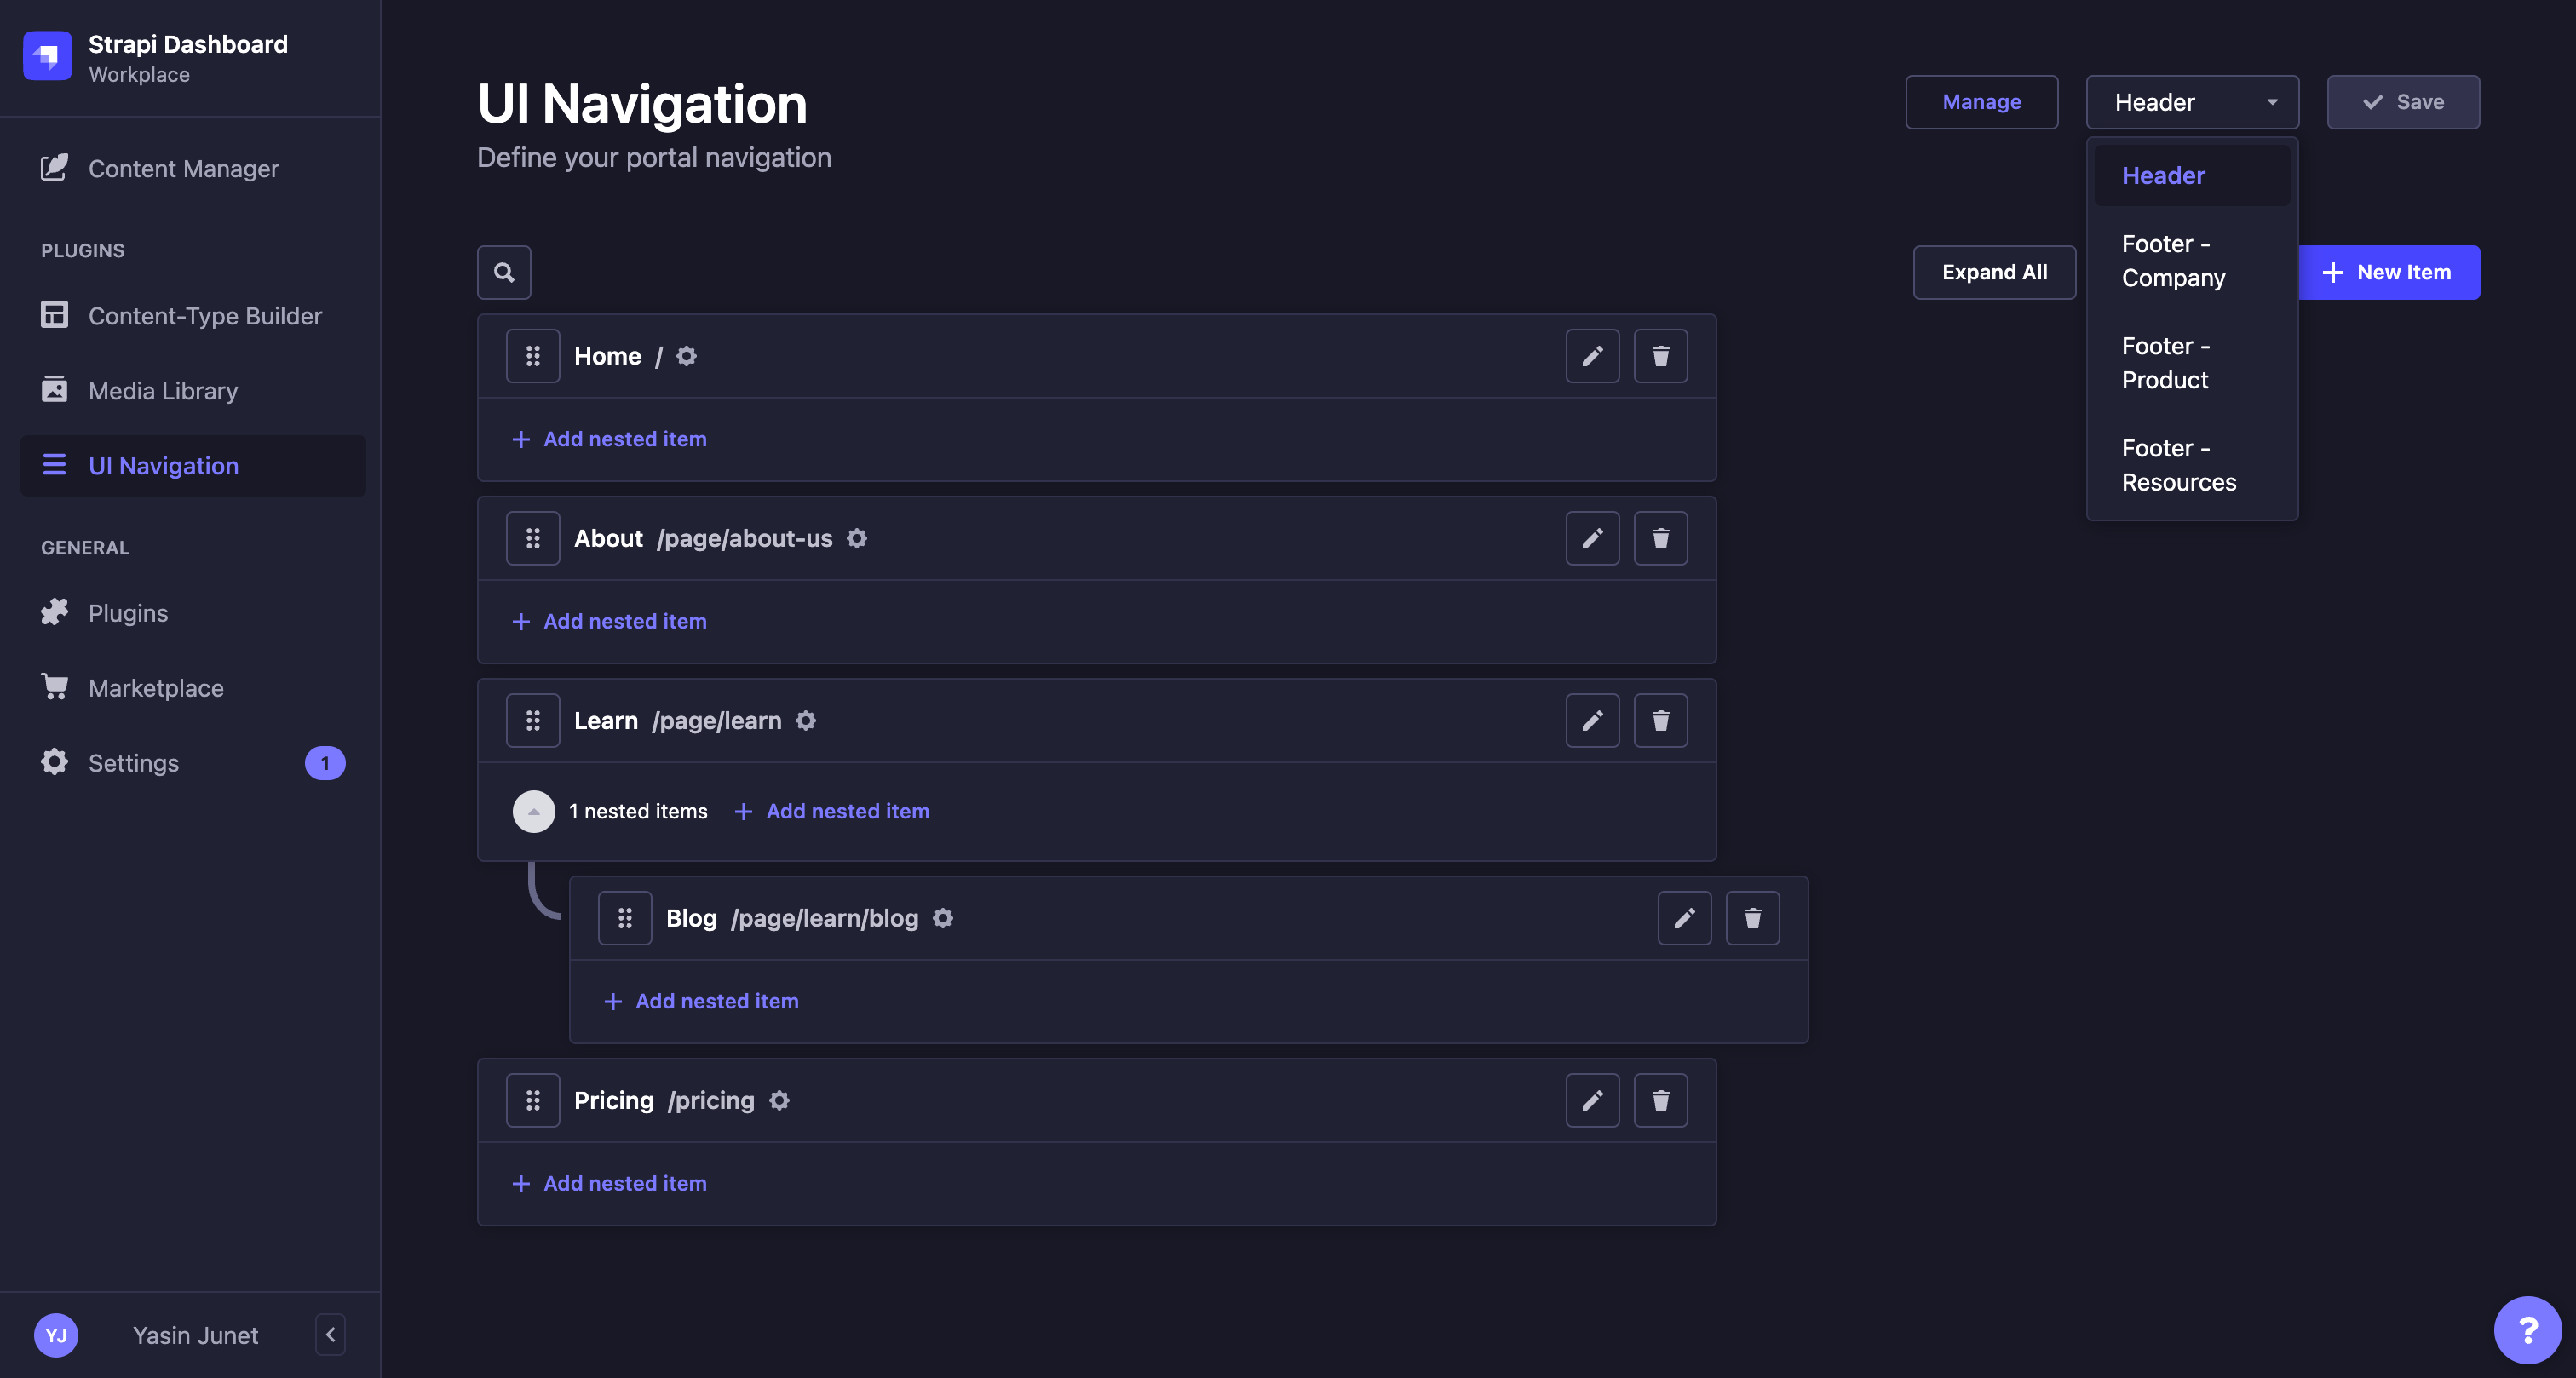 Strapi Dashboard
Workplace
Content Manager
PLUGINS
Content-Type Builder
Media Library
UI Navigation
GENERAL
Plugins
Marketplace
Settings
1
YJ
Yasin Junet
UI Navigation
Define your portal navigation
Manage
Header
Save
Header
Footer -
Company
Footer -
Product
Footer -
Resources
Expand All
New Item
Home /
Add nested item
About /page/about-us
Add nested item
Learn /page/learn
1 nested items
Add nested item
Blog /page/learn/blog
Add nested item
Pricing /pricing
Add nested item
?